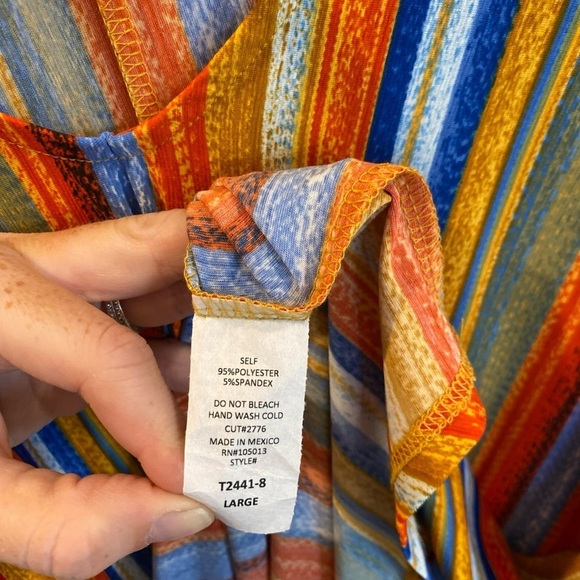 SELF
95%POLYESTER
5%SPANDEX
DO NOT BLEACH
HAND WASH COLD
CUT#2776
MADE IN MEXICO
RN#105013
STYLE#
T2441-8
LARGE